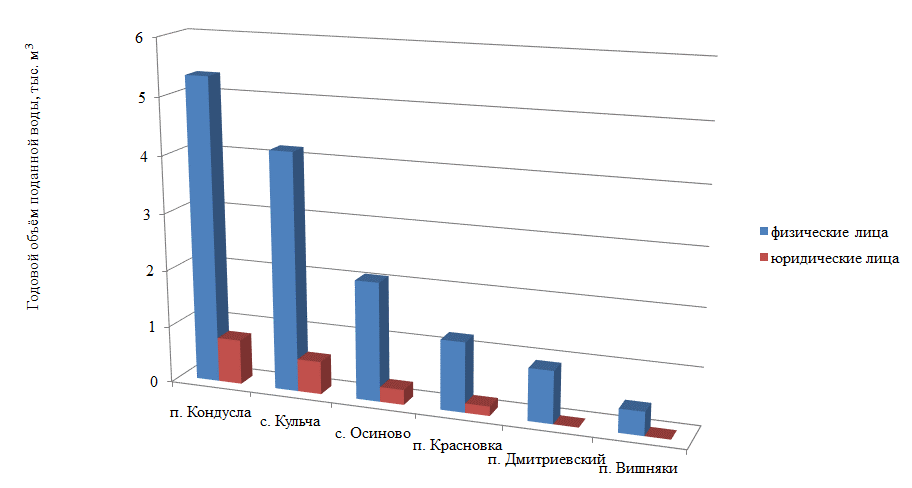 Годовой объём поданной воды, тыс. м³
6
5
4
3
2
1
0
п. Кондусла
с. Кульча
с. Осиново
п. Красновка
п. Дмитриевский
п. Вишняки
физические лица
юридические лица